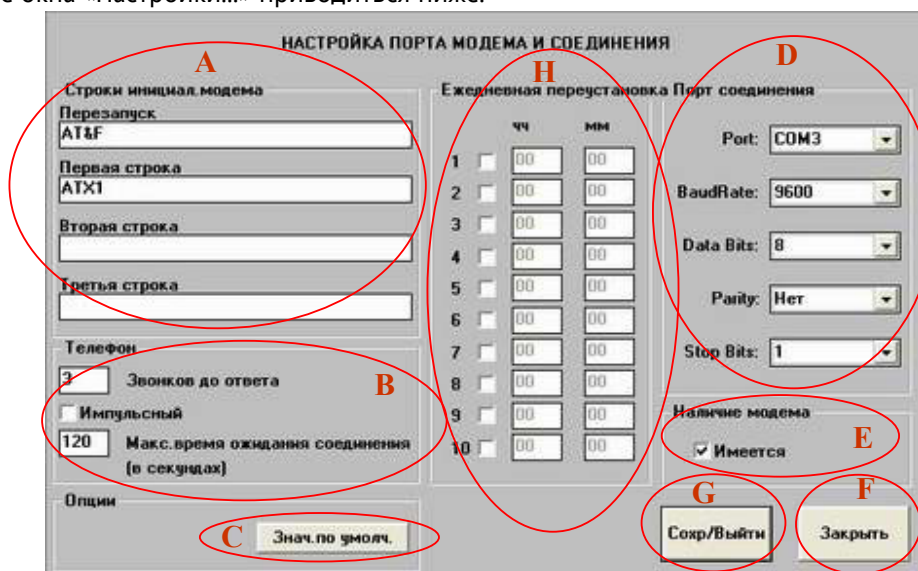 е окна «Настройки...» приводиться ниже.
НАСТРОЙКА ПОРТА МОДЕМА И СОЕДИНЕНИЯ
A
Строки инициал.модема
Перезапуск
AT&F
Первая строка
ATX1
Вторая строка
Третья строка
Телефон
B
3 Звонков до ответа
Импульсный
120 Макс.время ожидания соединения
(в секундах)
Опции
C Знач.по умолч.
H
Ежедневная переустановка
чч мм
1 00 00
2 00 00
3 00 00
4 00 00
5 00 00
6 00 00
7 00 00
8 00 00
9 00 00
10 00 00
D
Порт соединения
Port: COM3
BaudRate: 9600
Data Bits: 8
Parity: Нет
Stop Bits: 1
Наличие модема
Имеется E
G
Сохр/Выйти
F
Закрыть